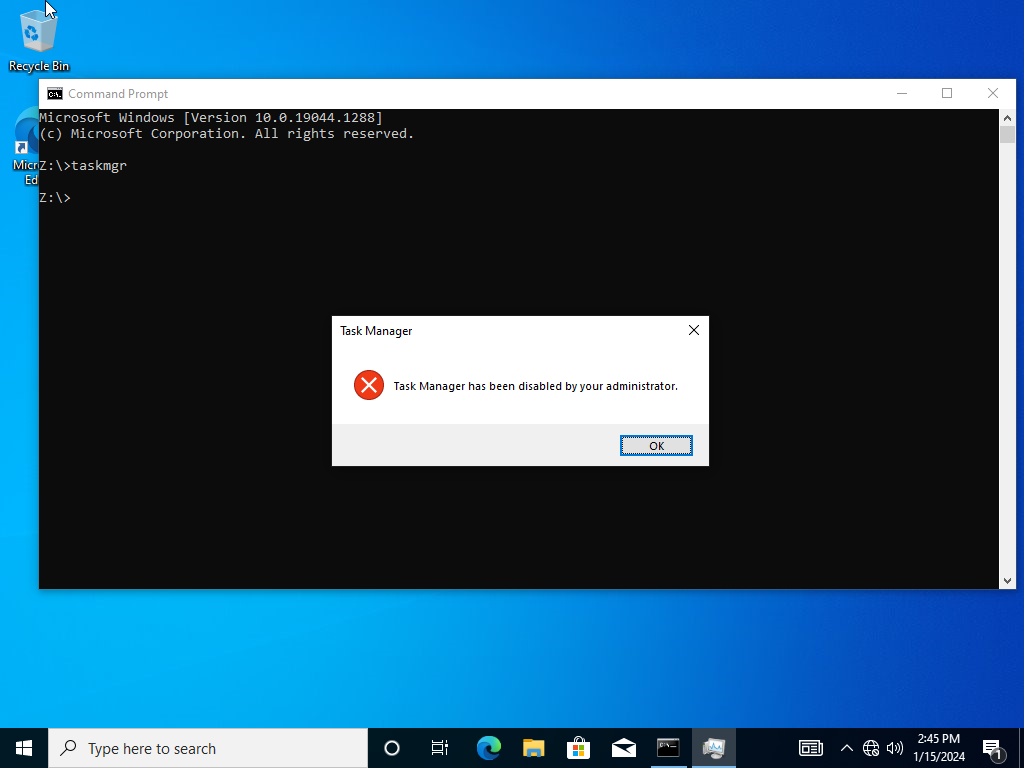 Recycle Bin
Command Prompt
Microsoft Windows [Version 10.0.19044.1288]
(c) Microsoft Corporation. All rights reserved.
Micr
Ed
Z:\>taskmgr
Z:\>
Task Manager
Task Manager has been disabled by your administrator.
OK
Type here to search
2:45 PM
1/15/2024
1